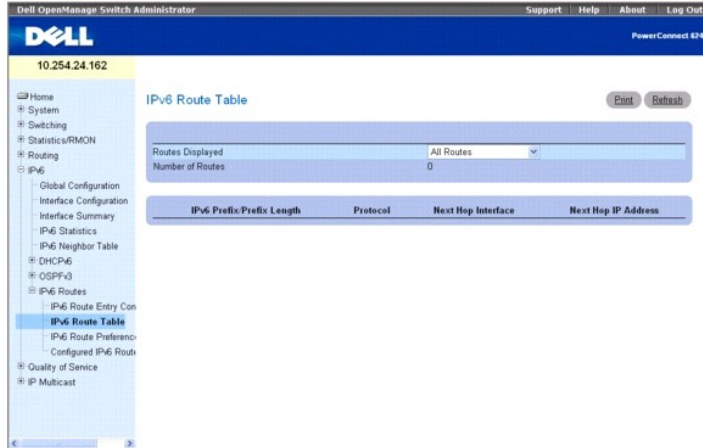 Dell OpenManage Switch Administrator
Support Help About Log Out
DELL
PowerConnect 624
10.254.24.162
Home
System
Switching
Statistics/RMON
Routing
IPv6
Global Configuration
Interface Configuration
Interface Summary
IPv6 Statistics
IPv6 Neighbor Table
DHCPv6
OSPFv3
IPv6 Routes
IPv6 Route Entry Con
IPv6 Route Table
IPv6 Route Preference
Configured IPv6 Route
Quality of Service
IP Multicast
IPv6 Route Table
Print Refresh
Routes Displayed All Routes
Number of Routes 0
IPv6 Prefix/Prefix Length Protocol Next Hop Interface Next Hop IP Address